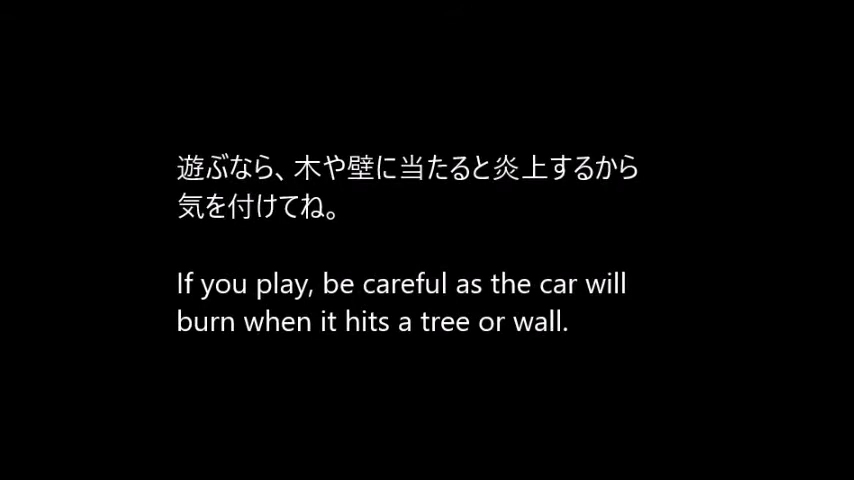 遊ぶなら、木や壁に当たると炎上するから
気を付けてね。
If you play, be careful as the car will
burn when it hits a tree or wall.